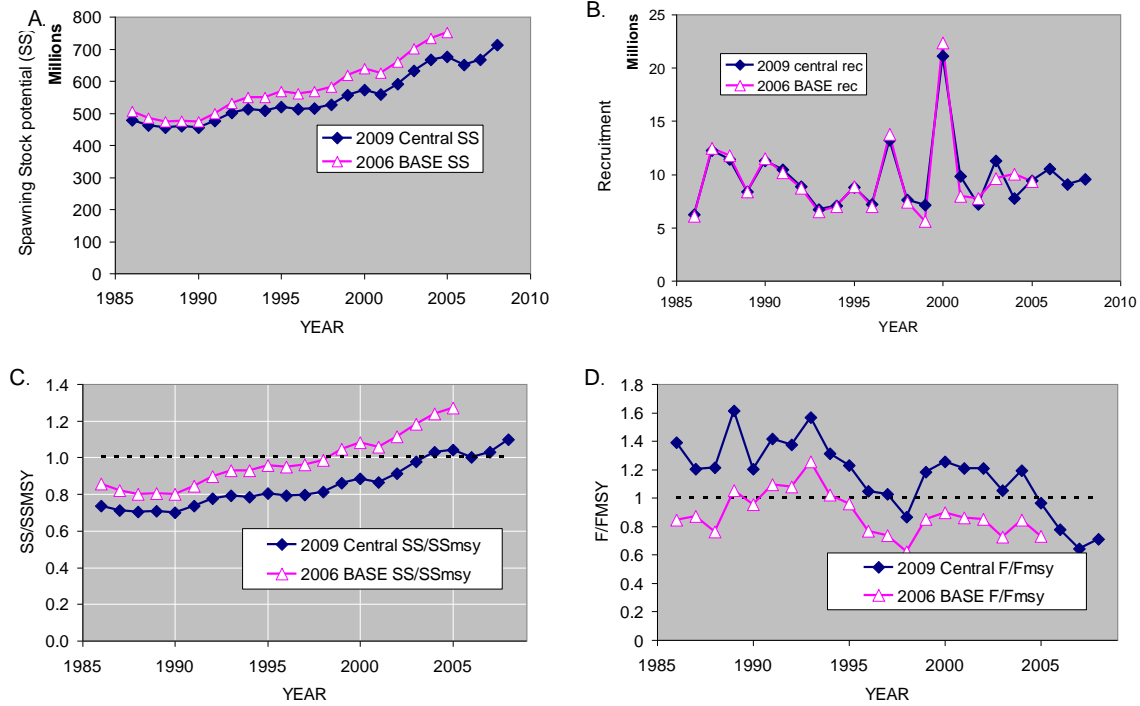 A.
Spawning Stock potential (SS)
Millions
800
700
600
500
400
300
200
100
0
2009 Central SS
2006 BASE SS
1985 1990 1995 2000 2005 2010
YEAR
B.
Recruitment
Millions
25
20
15
10
5
0
2009 central rec
2006 BASE rec
1985 1990 1995 2000 2005 2010
YEAR
C.
SS/SSMSY
1.4
1.2
1.0
0.8
0.6
0.4
0.2
0.0
2009 Central SS/SSmsy
2006 BASE SS/SSmsy
1985 1990 1995 2000 2005
YEAR
D.
F/FMSY
1.8
1.6
1.4
1.2
1
0.8
0.6
0.4
0.2
0
2009 Central F/Fmsy
2006 BASE F/Fmsy
1985 1990 1995 2000 2005
YEAR